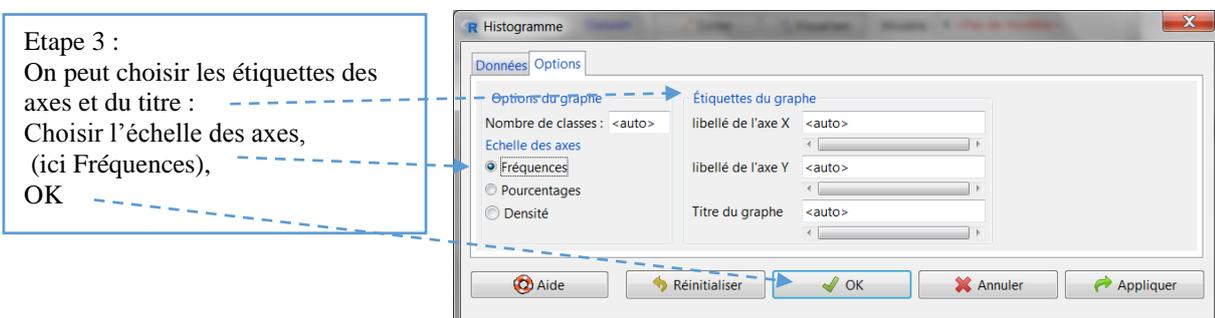 Etape 3 :
On peut choisir les étiquettes des
axes et du titre :
Choisir l'échelle des axes,
(ici Fréquences),
OK
Histogramme
Données Options
Options du graphe
Étiquettes du graphe
Nombre de classes : <auto>
libellé de l'axe X <auto>
Echelle des axes
Fréquences
libellé de l'axe Y <auto>
Pourcentages
Densité
Titre du graphe <auto>
Aide
Réinitialiser
OK
Annuler
Appliquer